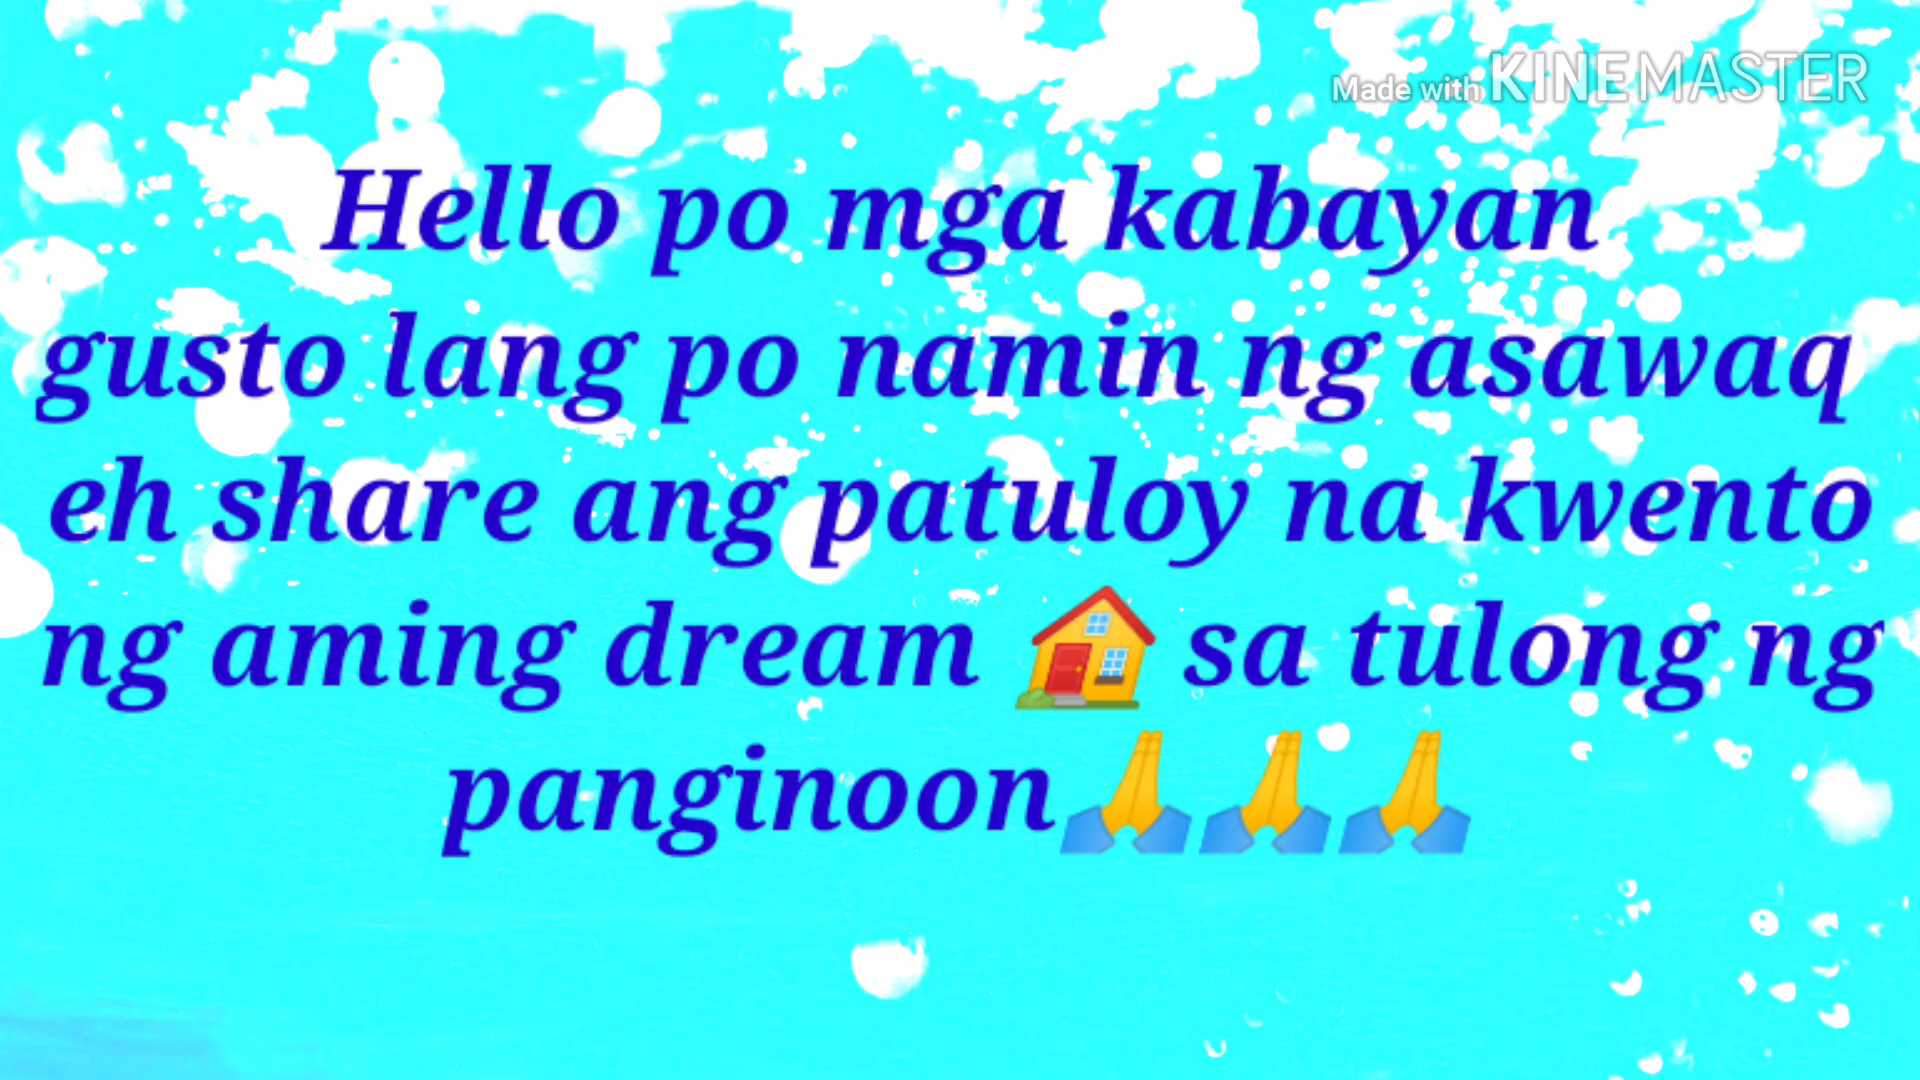 Made with KINEMASTER
Hello po mga kabayan
gusto lang po namin ng asawaq
eh share ang patuloy na kwento
ng aming dream 🏠 sa tulong ng
panginoon🙏🙏🙏